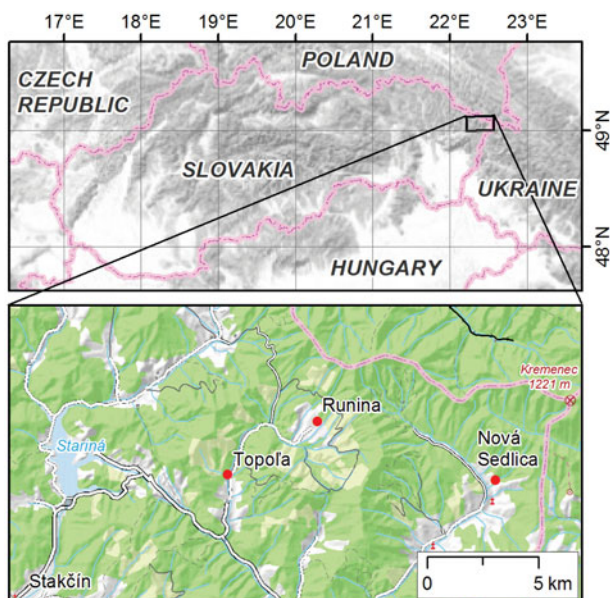 17°E 18°E 19°E 20°E 21°E 22°E 23°E
POLAND
CZECH
REPUBLIC
49°N
SLOVAKIA
UKRAINE
48°N
HUNGARY
Kremenec
1221 m
Runina
Stariná
Topoľa
Nová
Sedlica
Stakčín
0 5 km